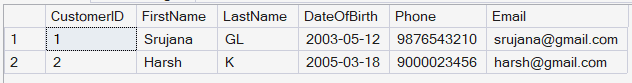 CustomerID FirstName LastName DateOfBirth Phone Email
1 1 Srujana GL 2003-05-12 9876543210 srujana@gmail.com
2 2 Harsh K 2005-03-18 9000023456 harsh@gmail.com